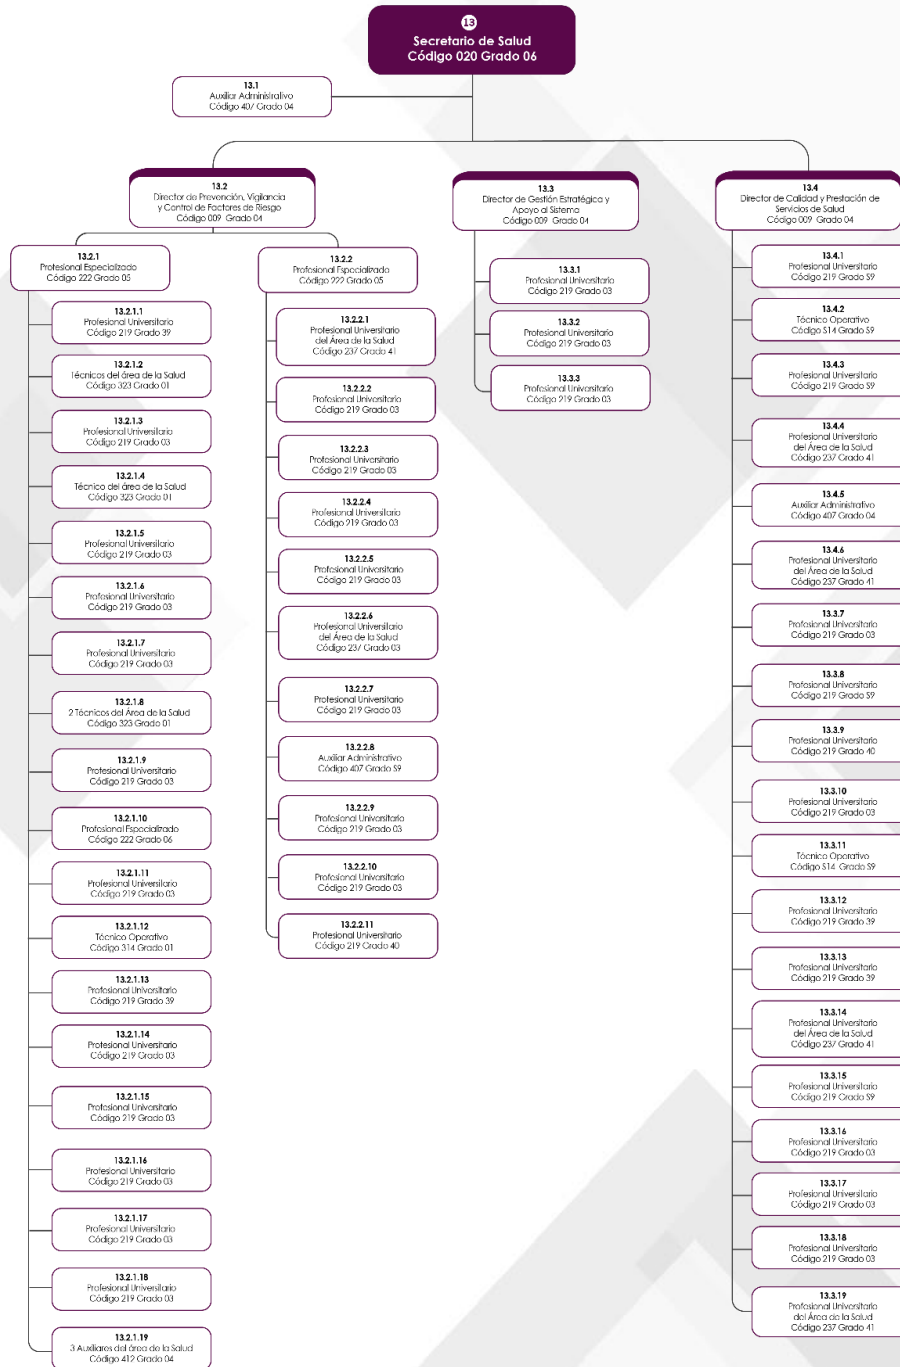 13
Secretario de Salud
Código 020 Grado 06
13.1
Auxiliar Administrativo
Código 407 Grado 04
13.2
Director de Prevención, Vigilancia
y Control de Factores de Riesgo
Código 009 Grado 04
13.3
Director de Gestión Estratégica y
Apoyo al Sistema
Código 009 Grado 04
13.4
Director de Calidad y Prestación de
Servicios de Salud
Código 009 Grado 04
13.2.1
Profesional Especializado
Código 222 Grado 05
13.2.1.1
Profesional Universitario
Código 219 Grado 39
13.2.1.2
Técnicos del área de la Salud
Código 323 Grado 01
13.2.1.3
Profesional Universitario
Código 219 Grado 03
13.2.1.4
Técnico del área de la Salud
Código 323 Grado 01
13.2.1.5
Profesional Universitario
Código 219 Grado 03
13.2.1.6
Profesional Universitario
Código 219 Grado 03
13.2.1.7
Profesional Universitario
Código 219 Grado 03
13.2.1.8
2 Técnicos del Área de la Salud
Código 323 Grado 01
13.2.1.9
Profesional Universitario
Código 219 Grado 03
13.2.1.10
Profesional Especializado
Código 222 Grado 06
13.2.1.11
Profesional Universitario
Código 219 Grado 03
13.2.1.12
Técnico Operativo
Código 314 Grado 01
13.2.1.13
Profesional Universitario
Código 219 Grado 39
13.2.1.14
Profesional Universitario
Código 219 Grado 03
13.2.1.15
Profesional Universitario
Código 219 Grado 03
13.2.1.16
Profesional Universitario
Código 219 Grado 03
13.2.1.17
Profesional Universitario
Código 219 Grado 03
13.2.1.18
Profesional Universitario
Código 219 Grado 03
13.2.1.19
3 Auxiliares del área de la Salud
Código 412 Grado 04
13.2.2
Profesional Especializado
Código 222 Grado 05
13.2.2.1
Profesional Universitario
del Área de la Salud
Código 237 Grado 41
13.2.2.2
Profesional Universitario
Código 219 Grado 03
13.2.2.3
Profesional Universitario
Código 219 Grado 03
13.2.2.4
Profesional Universitario
Código 219 Grado 03
13.2.2.5
Profesional Universitario
Código 219 Grado 03
13.2.2.6
Profesional Universitario
del Área de la Salud
Código 237 Grado 03
13.2.2.7
Profesional Universitario
Código 219 Grado 03
13.2.2.8
Auxiliar Administrativo
Código 407 Grado S9
13.2.2.9
Profesional Universitario
Código 219 Grado 03
13.2.2.10
Profesional Universitario
Código 219 Grado 03
13.2.2.11
Profesional Universitario
Código 219 Grado 40
13.3.1
Profesional Universitario
Código 219 Grado 03
13.3.2
Profesional Universitario
Código 219 Grado 03
13.3.3
Profesional Universitario
Código 219 Grado 03
13.4.1
Profesional Universitario
Código 219 Grado S9
13.4.2
Técnico Operativo
Código S14 Grado S9
13.4.3
Profesional Universitario
Código 219 Grado S9
13.4.4
Profesional Universitario
del Área de la Salud
Código 237 Grado 41
13.4.5
Auxiliar Administrativo
Código 407 Grado 04
13.4.6
Profesional Universitario
del Área de la Salud
Código 237 Grado 41
13.3.7
Profesional Universitario
Código 219 Grado 03
13.3.8
Profesional Universitario
Código 219 Grado S9
13.3.9
Profesional Universitario
Código 219 Grado 40
13.3.10
Profesional Universitario
Código 219 Grado 03
13.3.11
Técnico Operativo
Código S14 Grado S9
13.3.12
Profesional Universitario
Código 219 Grado 39
13.3.13
Profesional Universitario
Código 219 Grado 39
13.3.14
Profesional Universitario
del Área de la Salud
Código 237 Grado 41
13.3.15
Profesional Universitario
Código 219 Grado S9
13.3.16
Profesional Universitario
Código 219 Grado 03
13.3.17
Profesional Universitario
Código 219 Grado 03
13.3.18
Profesional Universitario
Código 219 Grado 03
13.3.19
Profesional Universitario
del Área de la Salud
Código 237 Grado 41